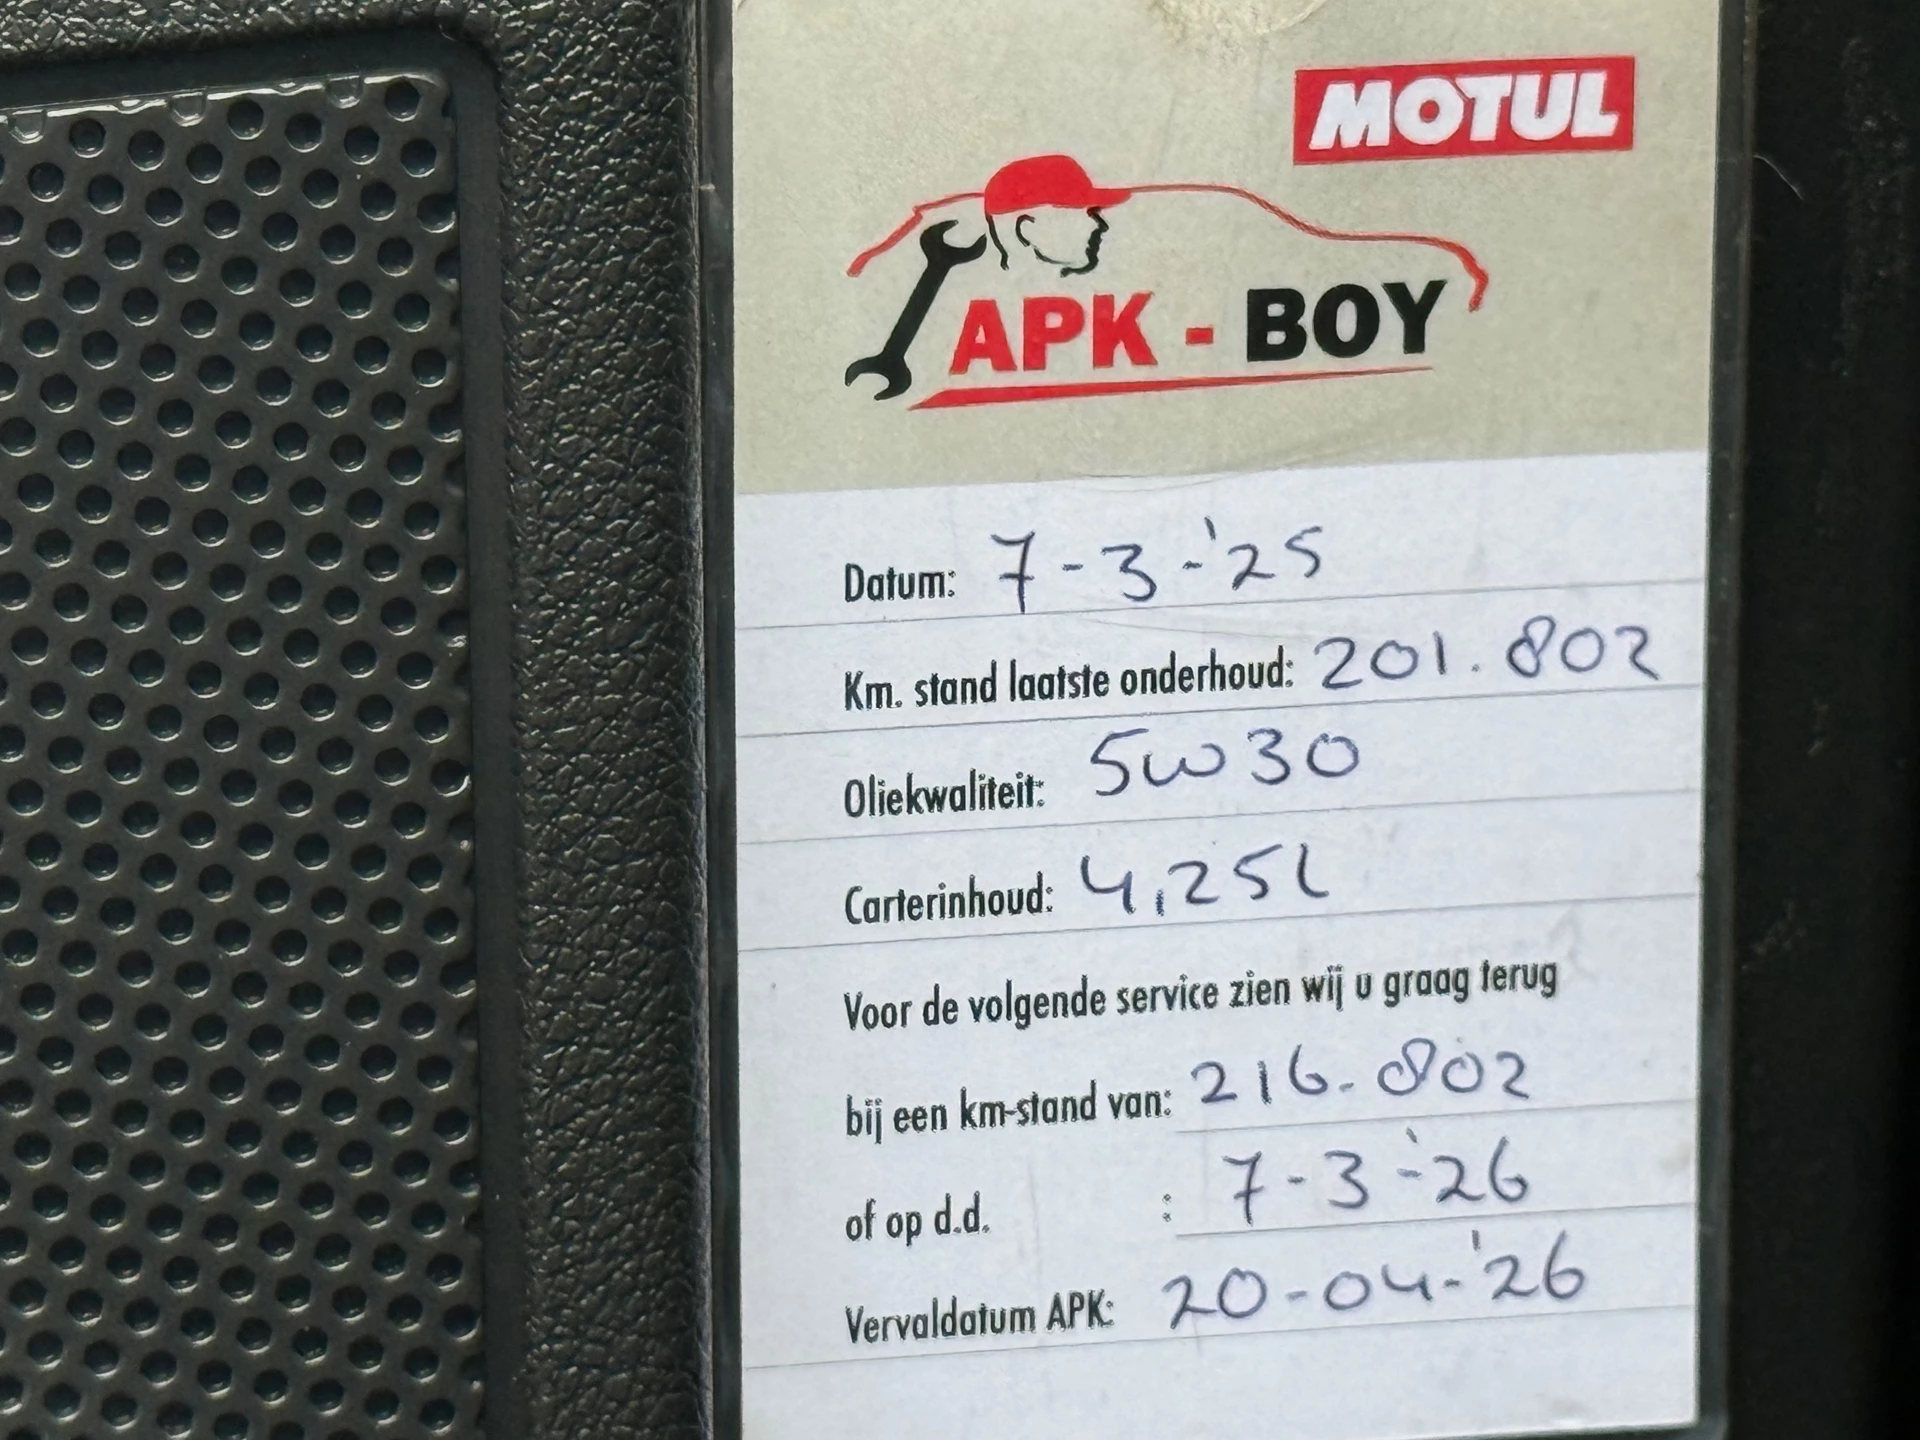 MOTUL
APK - BOY
Datum: 7-3-'25
Km. stand laatste onderhoud: 201.802
Oliekwaliteit: 5w30
Carterinhoud: 4,25L
Voor de volgende service zien wij u graag terug
bij een km-stand van: 216.802
of op d.d. : 7-3-'26
Vervaldatum APK: 20-04-'26